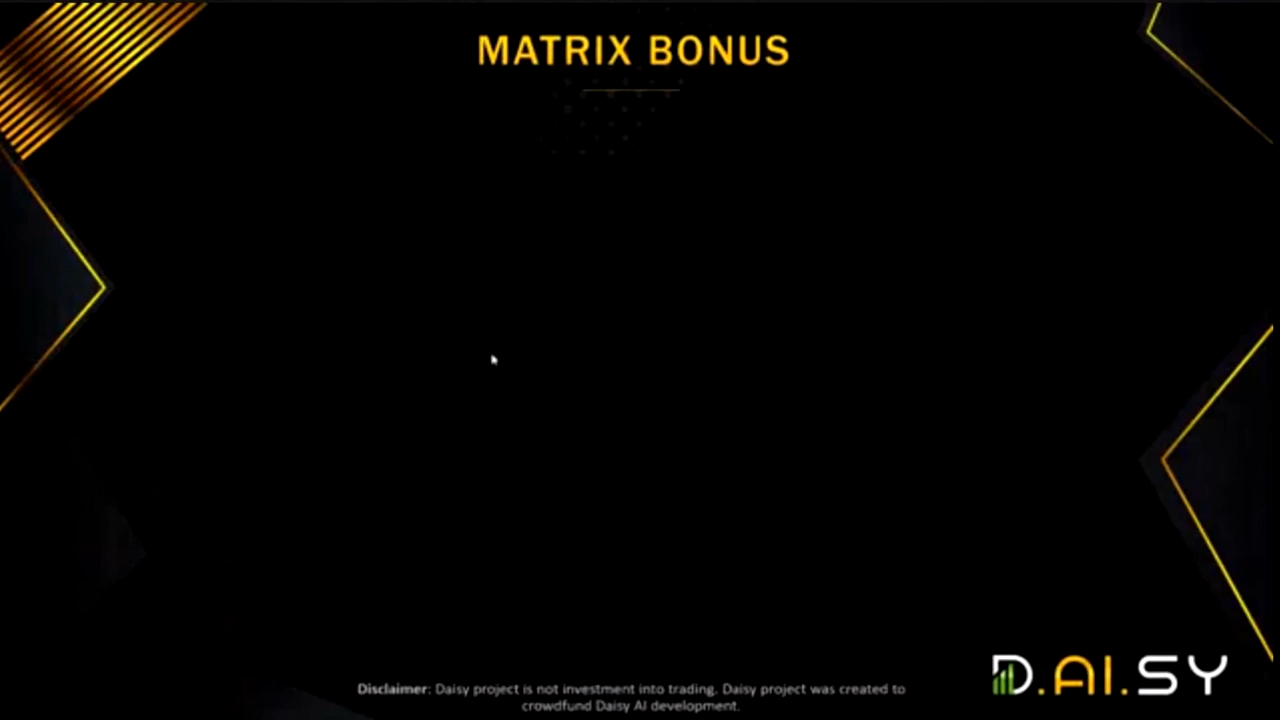 MATRIX BONUS
D.AI.SY
Disclaimer: Daisy project is not investment into trading. Daisy project was created to
crowdfund Daisy AI development.